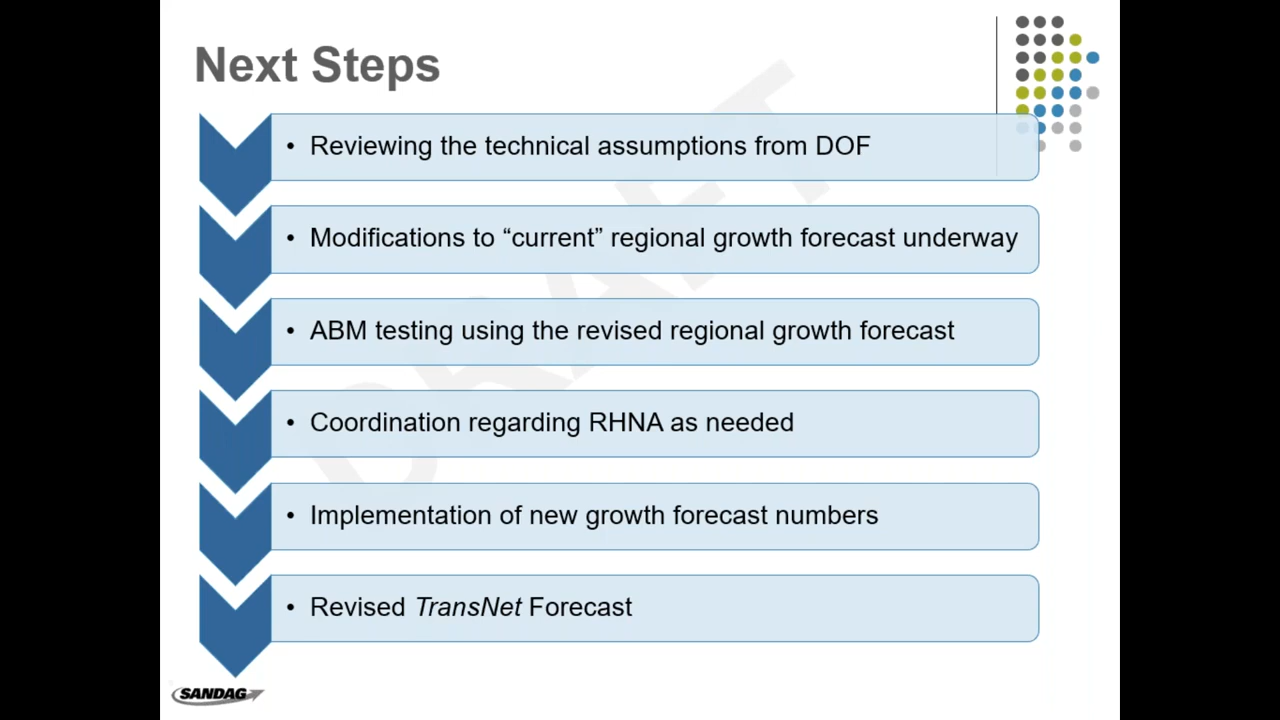 Next Steps
• Reviewing the technical assumptions from DOF
• Modifications to “current” regional growth forecast underway
• ABM testing using the revised regional growth forecast
• Coordination regarding RHNA as needed
• Implementation of new growth forecast numbers
• Revised TransNet Forecast
DRAFT
SANDAG